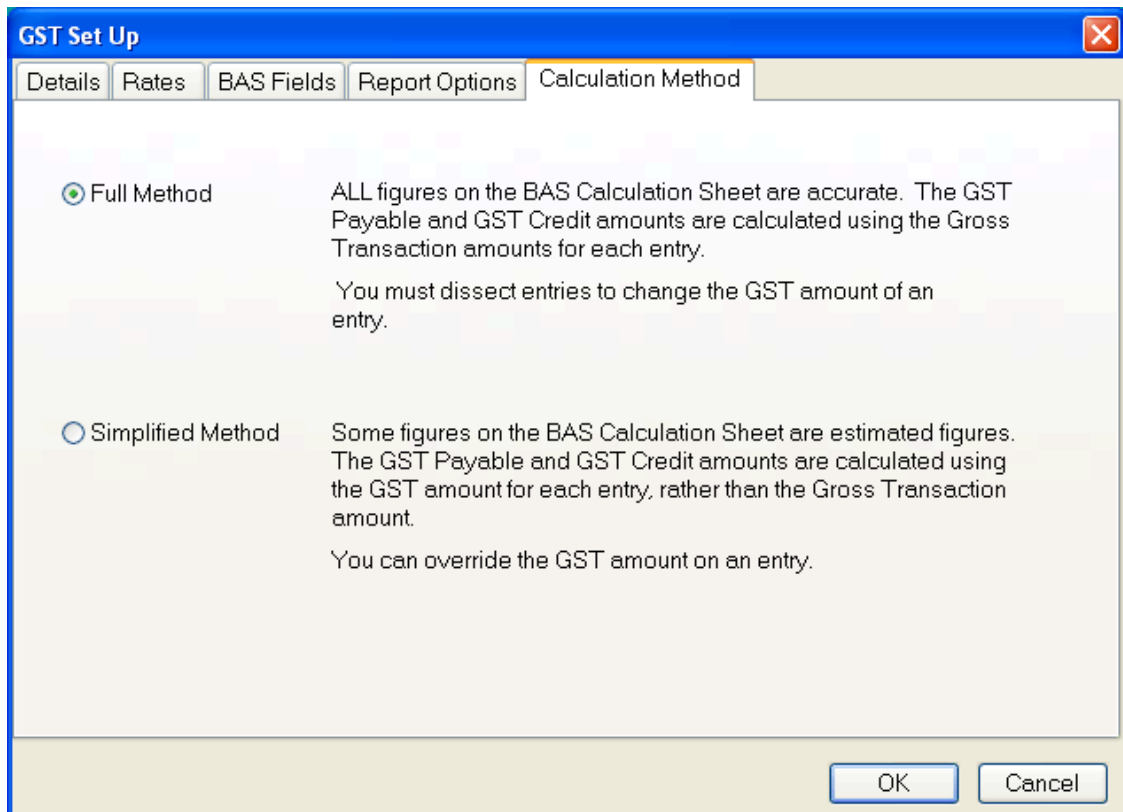 GST Set Up
Details Rates BAS Fields Report Options Calculation Method
Full Method
ALL figures on the BAS Calculation Sheet are accurate. The GST
Payable and GST Credit amounts are calculated using the Gross
Transaction amounts for each entry.
You must dissect entries to change the GST amount of an
entry.
Simplified Method
Some figures on the BAS Calculation Sheet are estimated figures.
The GST Payable and GST Credit amounts are calculated using
the GST amount for each entry, rather than the Gross Transaction
amount.
You can override the GST amount on an entry.
OK Cancel